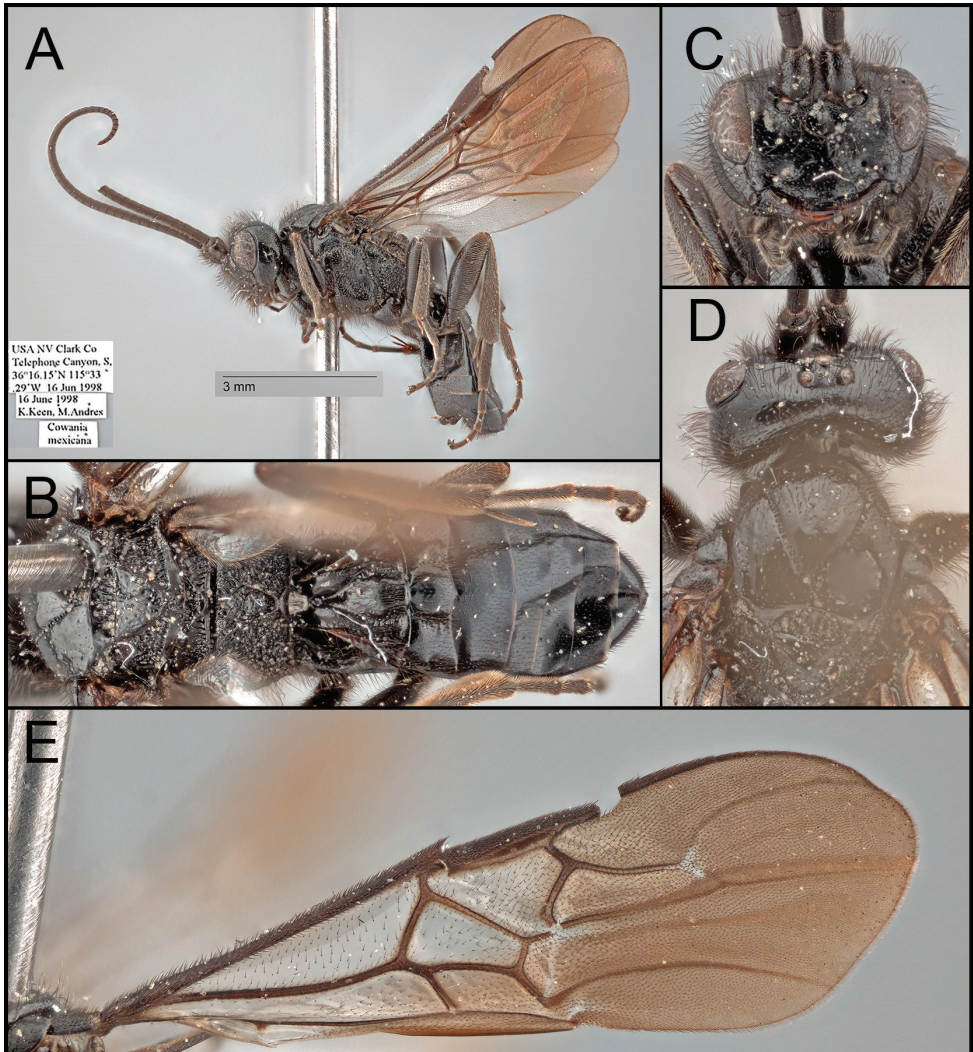 A
C
USA NV Clark Co
Telephone Canyon, S,
36°16.15'N 115°33
.29'W 16 Jun 1998
16 June 1998
K.Keen, M.Andres
Cowania
mexicana
3 mm
D
B
E